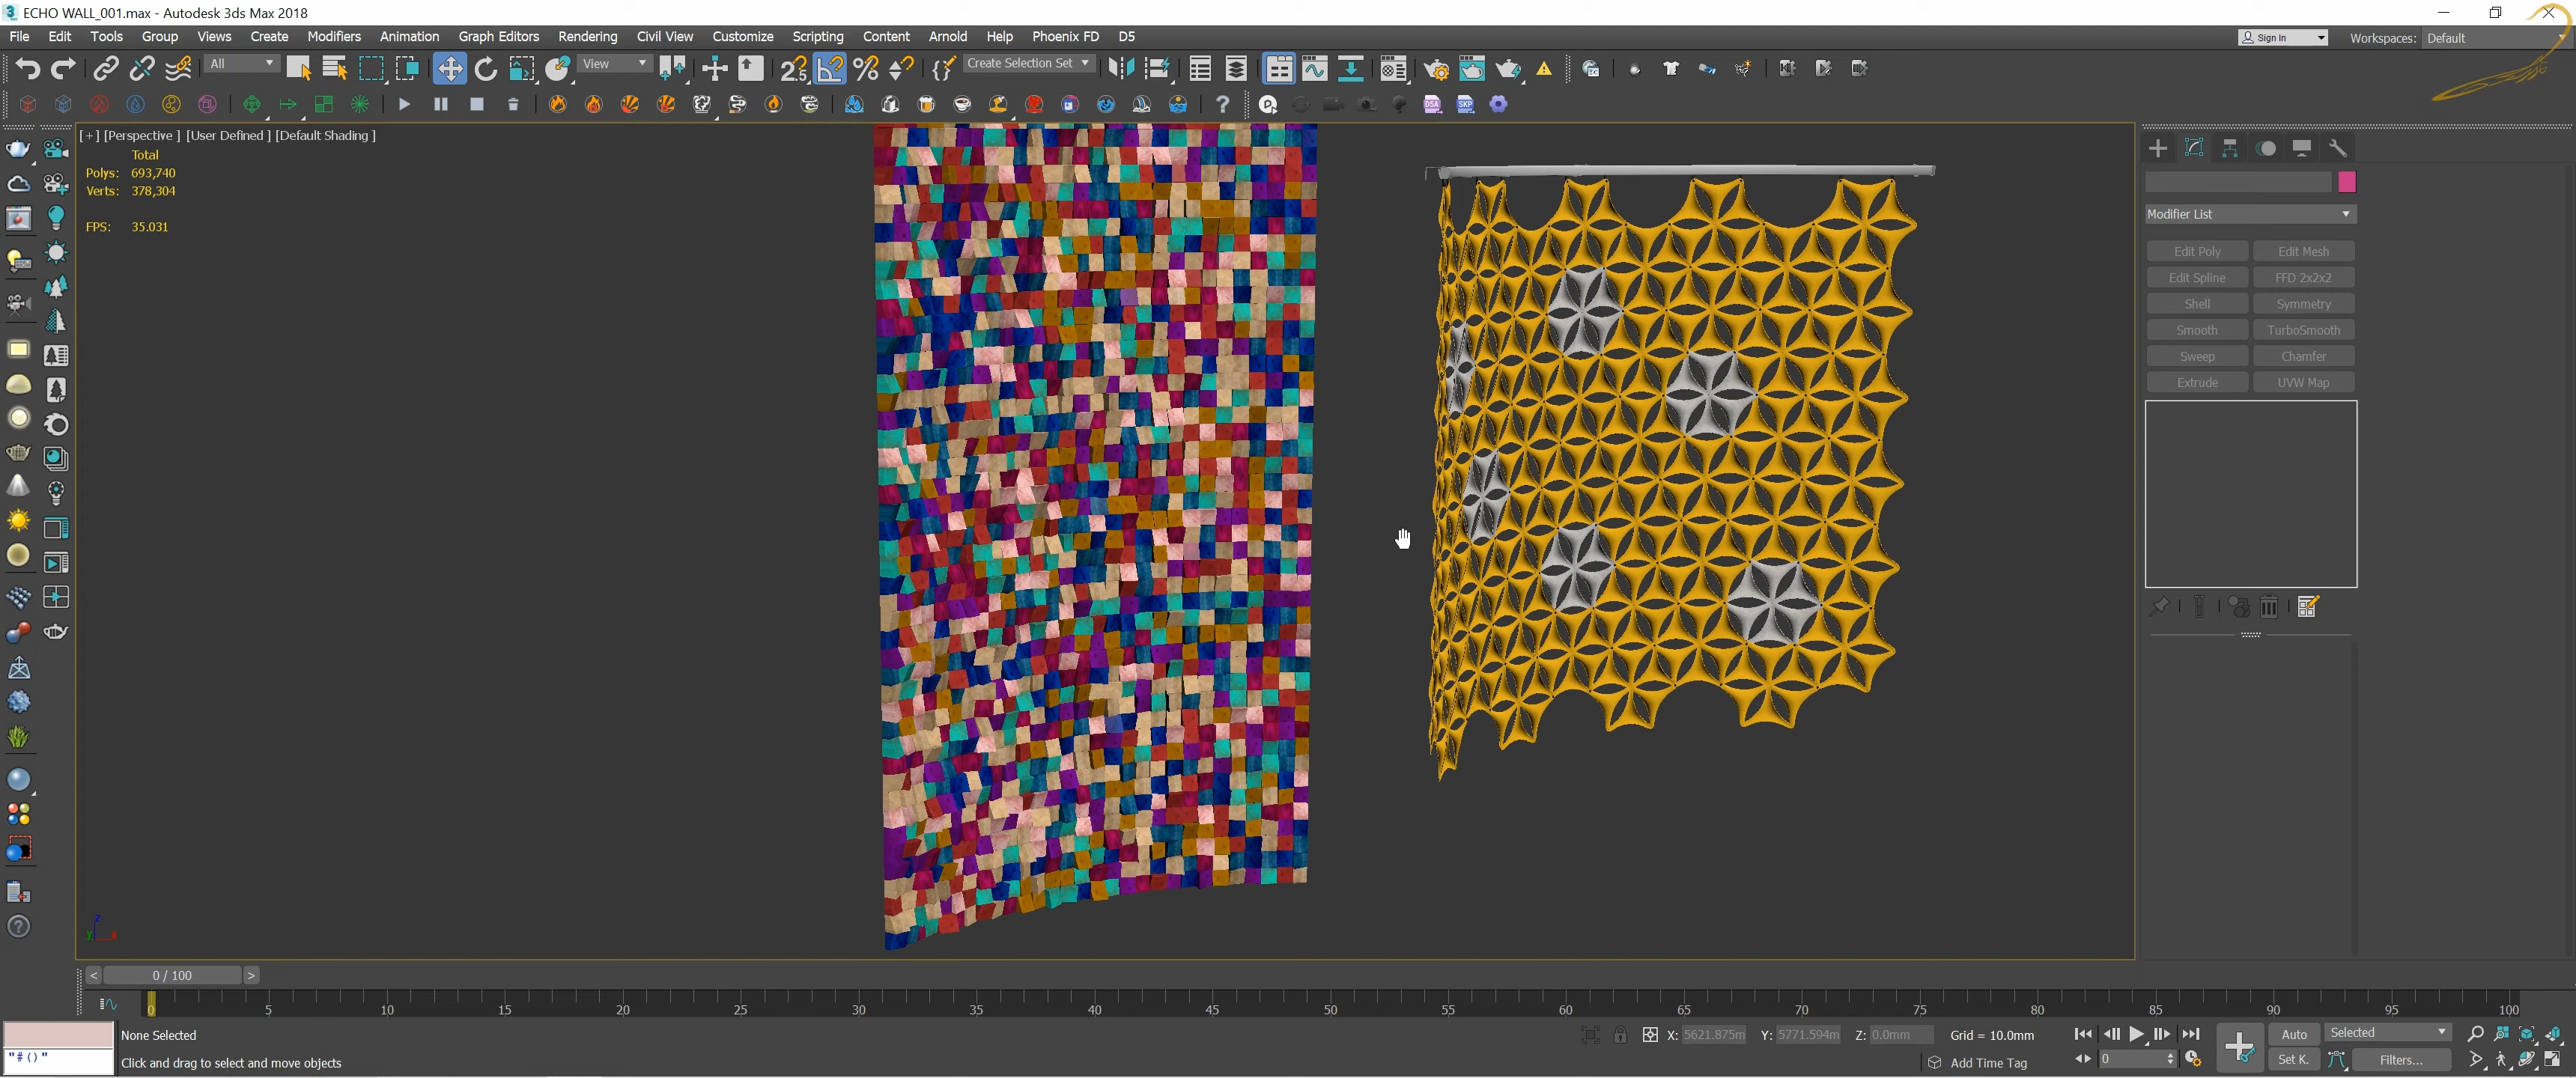 ECHO WALL_001.max - Autodesk 3ds Max 2018
File Edit Tools Group Views Create Modifiers Animation Graph Editors Rendering Civil View Customize Scripting Content Arnold Help Phoenix FD D5
Sign In Workspaces: Default
All View Create Selection Set
DSA SKP
[+] [Perspective ] [User Defined ] [Default Shading ]
Total
Polys: 693,740
Verts: 378,304
FPS: 35.031
Modifier List
Edit Poly Edit Mesh
Edit Spline FFD 2x2x2
Shell Symmetry
Smooth TurboSmooth
Sweep Chamfer
Extrude UVW Map
z
y x
< 0 / 100 >
0 5 10 15 20 25 30 35 40 45 50 55 60 65 70 75 80 85 90 95 100
None Selected
X: 5621.875m Y: 5771.594m Z: 0.0mm Grid = 10.0mm
Auto Selected
"#()"
Click and drag to select and move objects
Add Time Tag
0
Set K. Filters...